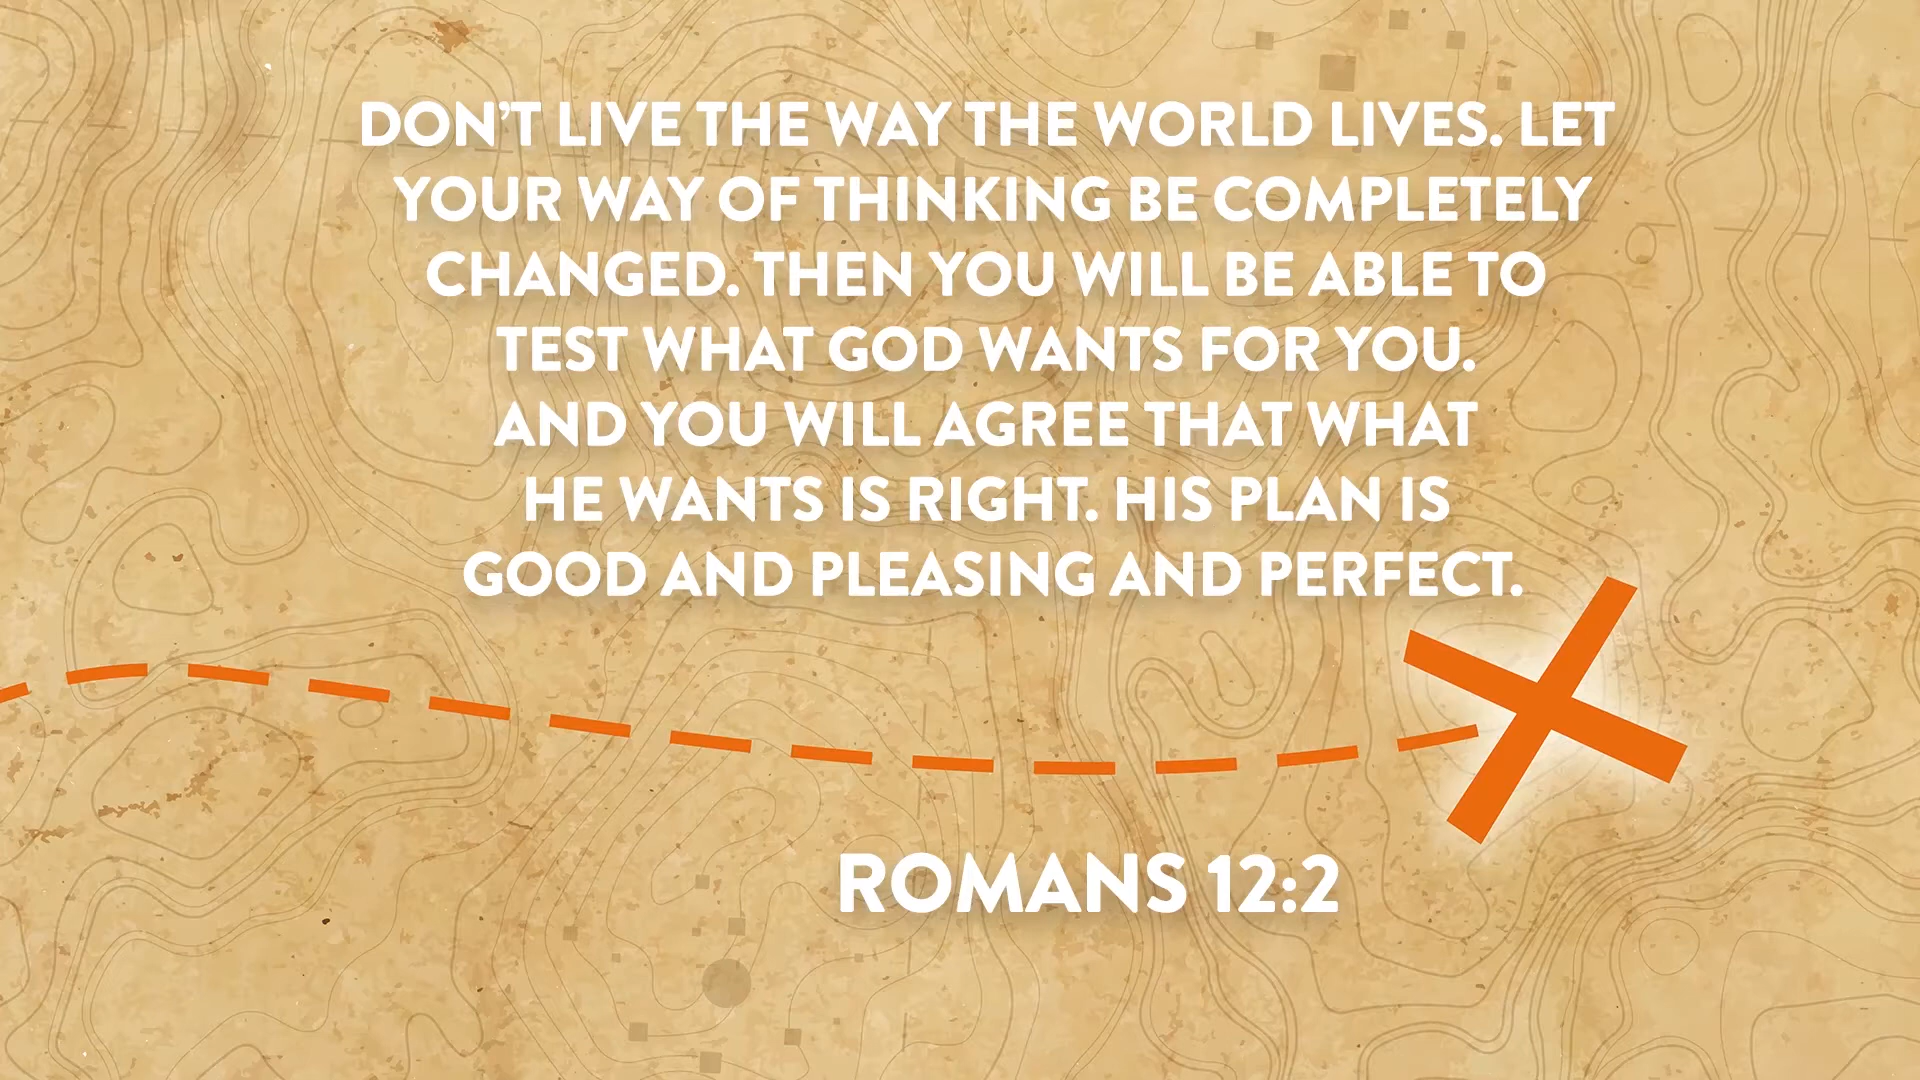 DON'T LIVE THE WAY THE WORLD LIVES. LET
YOUR WAY OF THINKING BE COMPLETELY
CHANGED. THEN YOU WILL BE ABLE TO
TEST WHAT GOD WANTS FOR YOU.
AND YOU WILL AGREE THAT WHAT
HE WANTS IS RIGHT. HIS PLAN IS
GOOD AND PLEASING AND PERFECT.
ROMANS 12:2